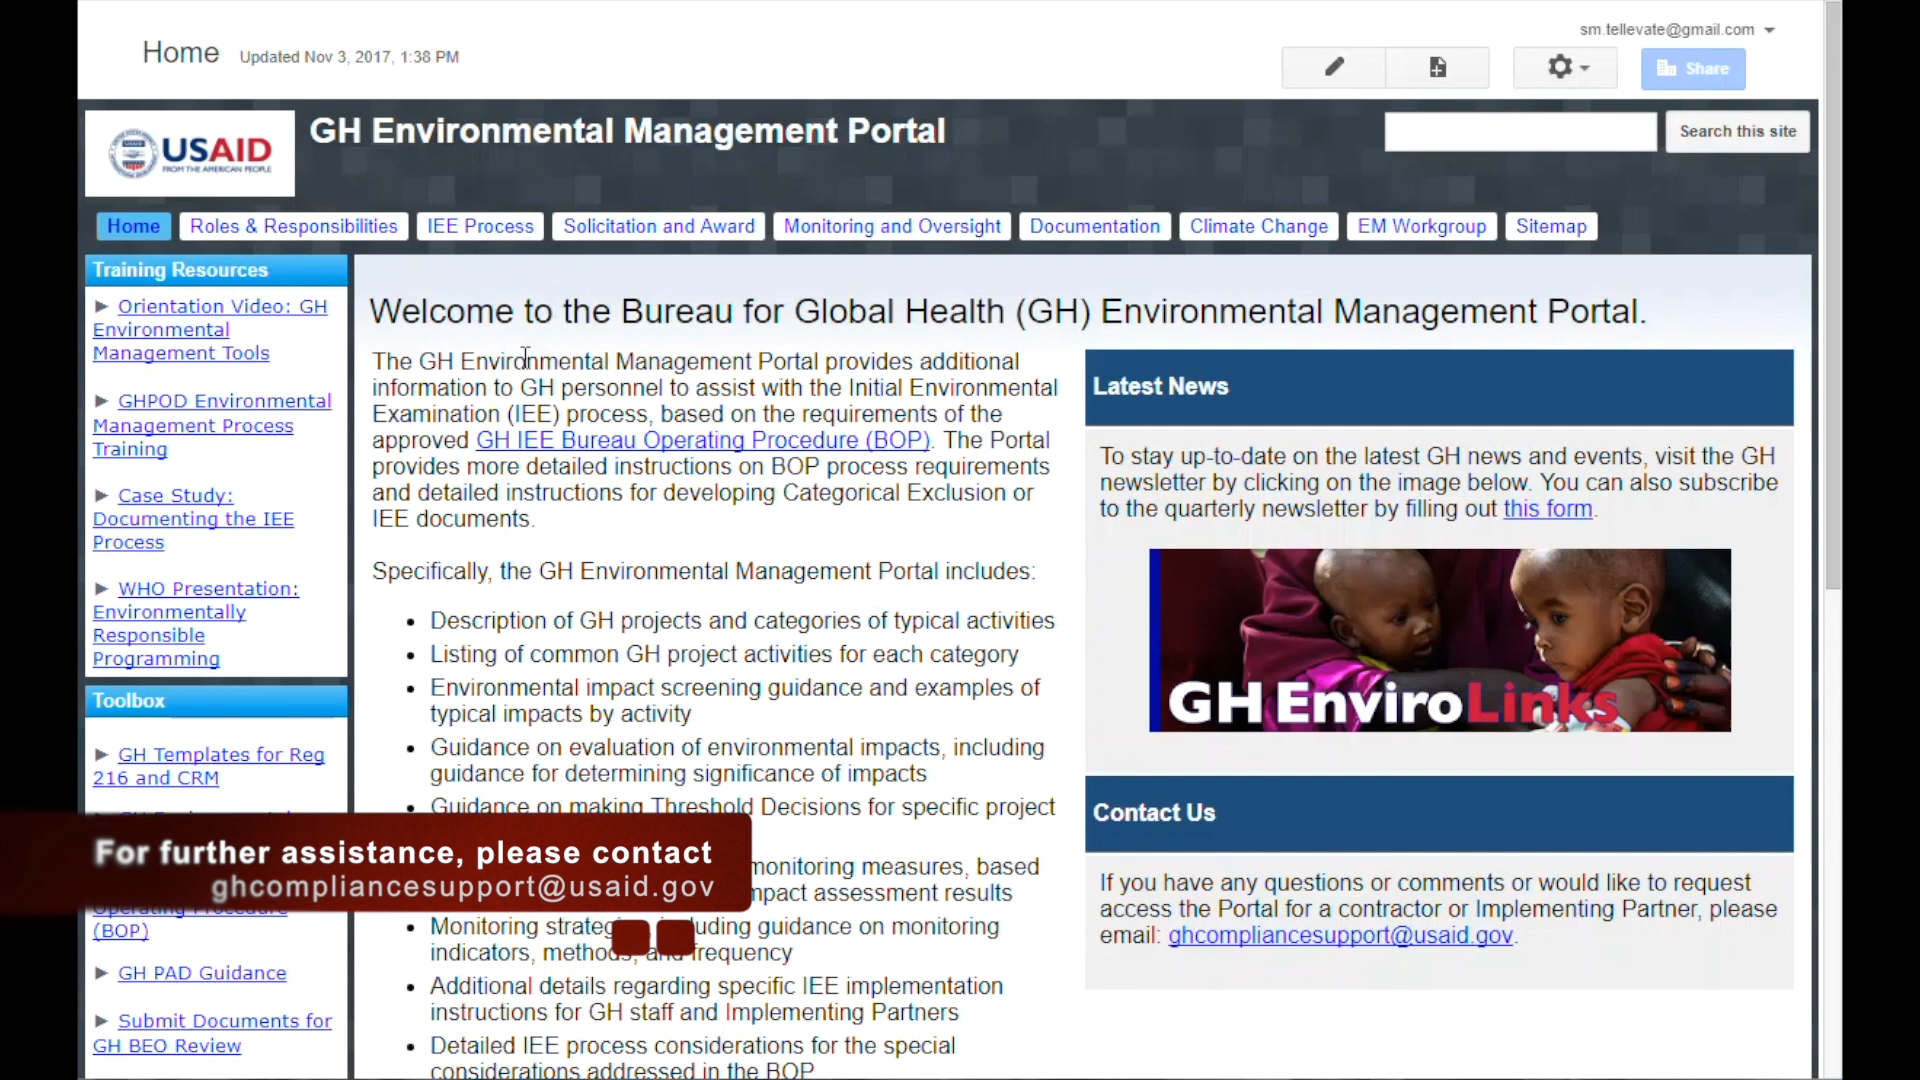 sm.tellevate@gmail.com
Home Updated Nov 3, 2017, 1:38 PM
Share
USAID
FROM THE AMERICAN PEOPLE
GH Environmental Management Portal
Search this site
Home Roles & Responsibilities IEE Process Solicitation and Award Monitoring and Oversight Documentation Climate Change EM Workgroup Sitemap
Training Resources
Orientation Video: GH
Environmental
Management Tools
GHPOD Environmental
Management Process
Training
Case Study:
Documenting the IEE
Process
WHO Presentation:
Environmentally
Responsible
Programming
Toolbox
GH Templates for Reg
216 and CRM
Operating Procedure
(BOP)
GH PAD Guidance
Submit Documents for
GH BEO Review
Welcome to the Bureau for Global Health (GH) Environmental Management Portal.
The GH Environmental Management Portal provides additional
information to GH personnel to assist with the Initial Environmental
Examination (IEE) process, based on the requirements of the
approved GH IEE Bureau Operating Procedure (BOP). The Portal
provides more detailed instructions on BOP process requirements
and detailed instructions for developing Categorical Exclusion or
IEE documents.
Specifically, the GH Environmental Management Portal includes:
• Description of GH projects and categories of typical activities
• Listing of common GH project activities for each category
• Environmental impact screening guidance and examples of
typical impacts by activity
• Guidance on evaluation of environmental impacts, including
guidance for determining significance of impacts
• Guidance on making Threshold Decisions for specific project
monitoring measures, based
impact assessment results
• Monitoring strategies, including guidance on monitoring
indicators, methods, and frequency
• Additional details regarding specific IEE implementation
instructions for GH staff and Implementing Partners
• Detailed IEE process considerations for the special
considerations addressed in the BOP
Latest News
To stay up-to-date on the latest GH news and events, visit the GH
newsletter by clicking on the image below. You can also subscribe
to the quarterly newsletter by filling out this form.
GH EnviroLinks
Contact Us
If you have any questions or comments or would like to request
access the Portal for a contractor or Implementing Partner, please
email: ghcompliancesupport@usaid.gov.
For further assistance, please contact
ghcompliancesupport@usaid.gov